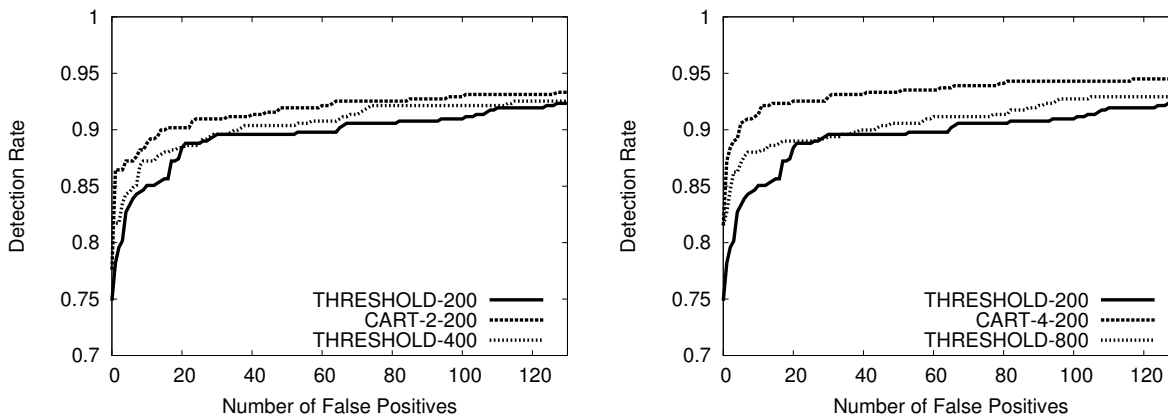 1
0.95
0.9
0.85
0.8
0.75
0.7
Detection Rate
THRESHOLD-200
CART-2-200
THRESHOLD-400
0 20 40 60 80 100 120
Number of False Positives
1
0.95
0.9
0.85
0.8
0.75
0.7
Detection Rate
THRESHOLD-200
CART-4-200
THRESHOLD-800
0 20 40 60 80 100 120
Number of False Positives